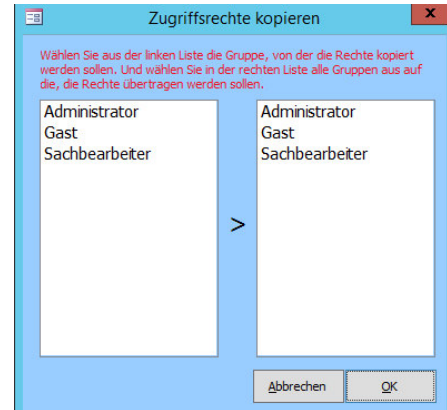 Zugriffsrechte kopieren
x
Wählen Sie aus der linken Liste die Gruppe, von der die Rechte kopiert
werden sollen. Und wählen Sie in der rechten Liste alle Gruppen aus auf
die, die Rechte übertragen werden sollen.
Administrator
Gast
Sachbearbeiter
>
Administrator
Gast
Sachbearbeiter
Abbrechen
OK